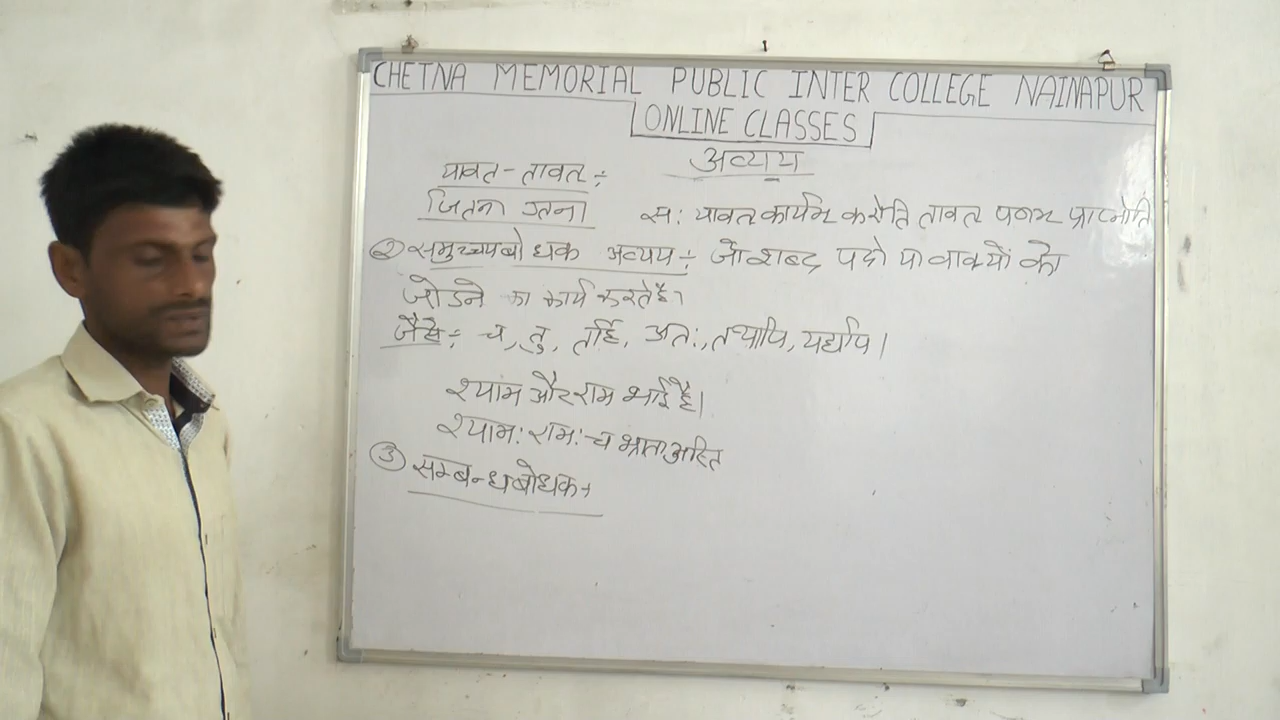 CHETNA MEMORIAL PUBLIC INTER COLLEGE NAINAPUR
ONLINE CLASSES
अव्यय
यावत-तावत ÷
जितना उतना सः यावत कार्यम करोति तावत फलम प्राप्नोति
② समुच्चयबोधक अव्यय ÷ जो शब्द पदो या वाक्यों को
जोडने का कार्य करते है।
जैसे ÷ च, तु, तर्हि, अतः, तथापि, यद्यपि।
श्याम और राम भाई है।
श्यामः रामः च भ्राता अस्ति
③ सम्बन्धबोधक ÷